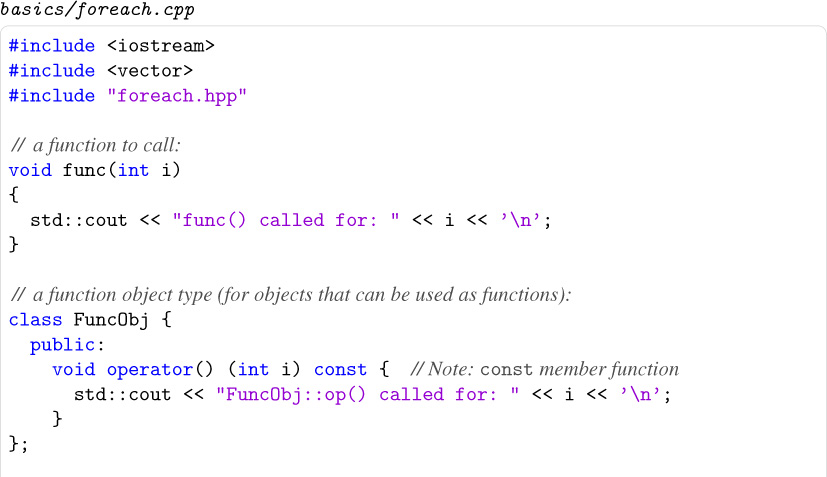 basics/foreach.cpp
#include <iostream>
#include <vector>
#include "foreach.hpp"
// a function to call:
void func(int i)
{
  std::cout << "func() called for: " << i << ’\n’;
}
// a function object type (for objects that can be used as functions):
class FuncObj {
  public:
    void operator() (int i) const {  // Note: const member function
      std::cout << "FuncObj::op() called for: " << i << ’\n’;
    }
};